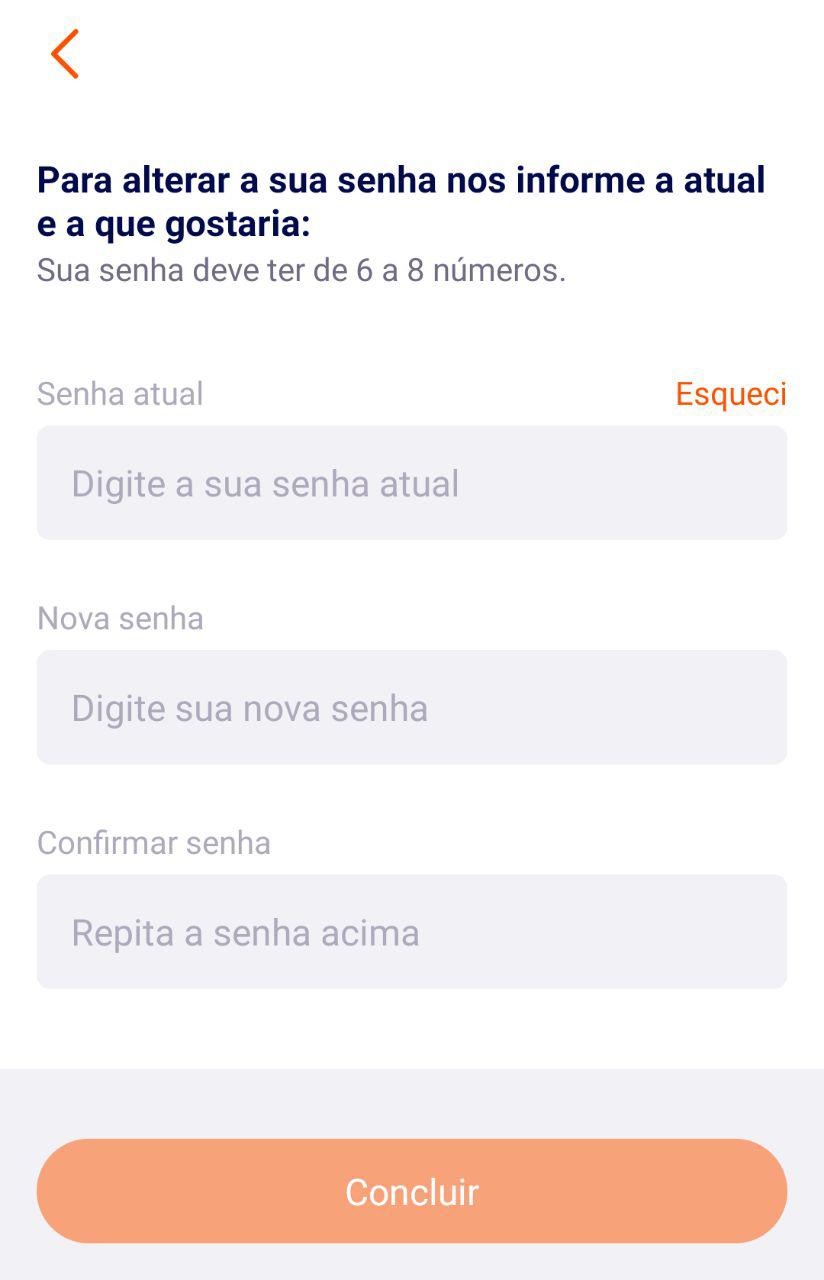 Para alterar a sua senha nos informe a atual
e a que gostaria:
Sua senha deve ter de 6 a 8 números.
Senha atual
Esqueci
Digite a sua senha atual
Nova senha
Digite sua nova senha
Confirmar senha
Repita a senha acima
Concluir